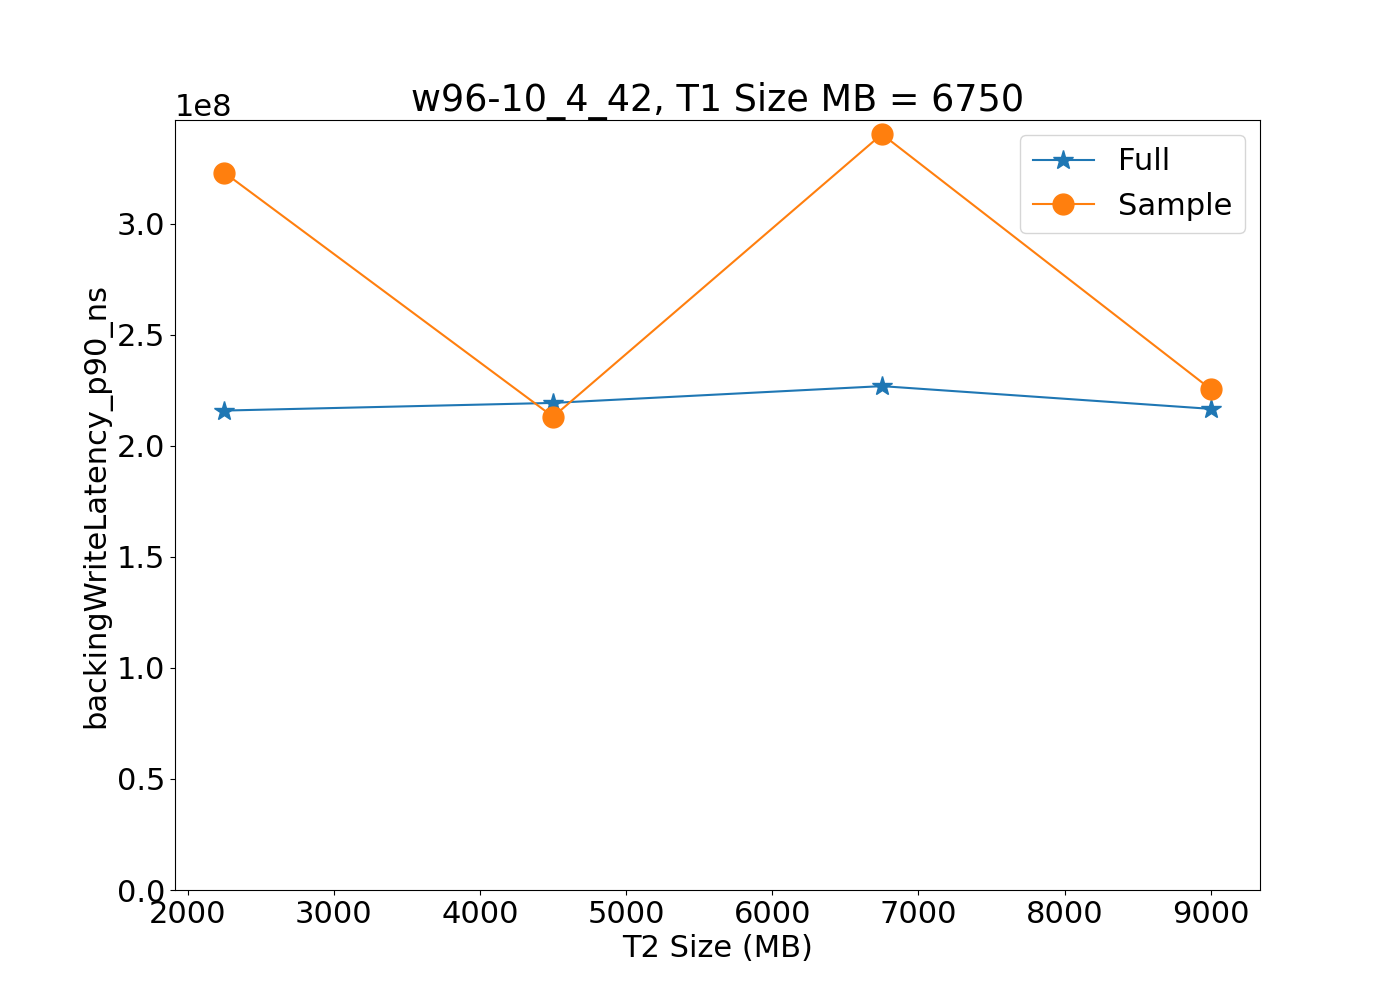 w96-10_4_42, T1 Size MB = 6750
1e8
Full
Sample
3.0
2.5
2.0
1.5
1.0
0.5
0.0
backingWriteLatency_p90_ns
2000 3000 4000 5000 6000 7000 8000 9000
T2 Size (MB)